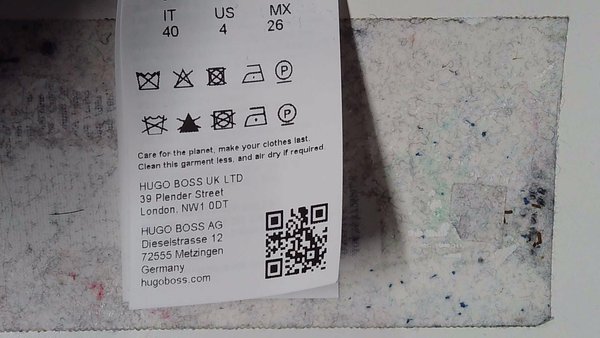 IT US MX
40 4 26
P
P
Care for the planet, make your clothes last.
Clean this garment less, and air dry if required.
HUGO BOSS UK LTD
39 Plender Street
London, NW1 0DT
HUGO BOSS AG
Dieselstrasse 12
72555 Metzingen
Germany
hugoboss.com